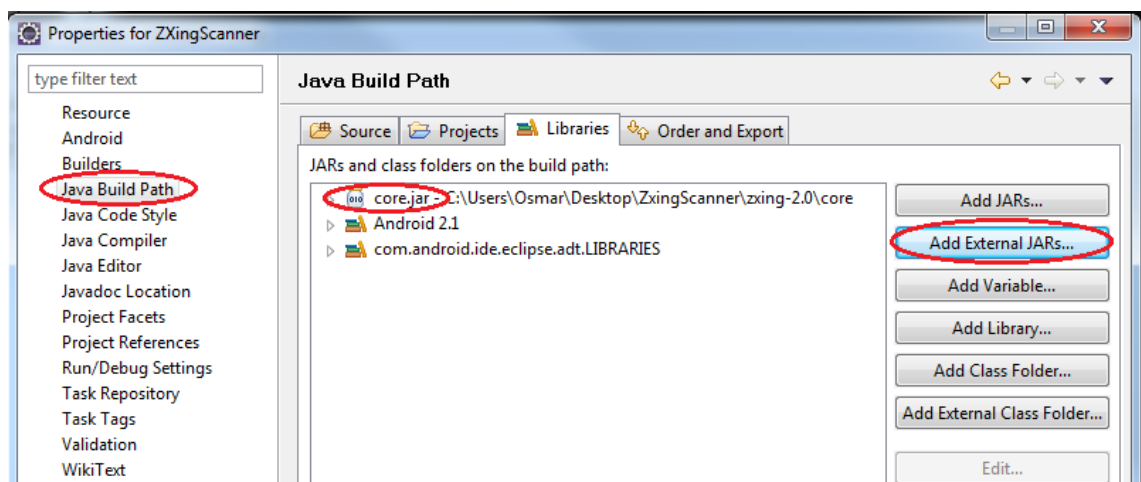 Properties for ZXingScanner
type filter text
Resource
Android
Builders
Java Build Path
Java Code Style
Java Compiler
Java Editor
Javadoc Location
Project Facets
Project References
Run/Debug Settings
Task Repository
Task Tags
Validation
WikiText
Java Build Path
Source Projects Libraries Order and Export
JARs and class folders on the build path:
core.jar - C:\Users\Osmar\Desktop\ZxingScanner\zxing-2.0\core
Android 2.1
com.android.ide.eclipse.adt.LIBRARIES
Add JARs...
Add External JARs...
Add Variable...
Add Library...
Add Class Folder...
Add External Class Folder...
Edit...